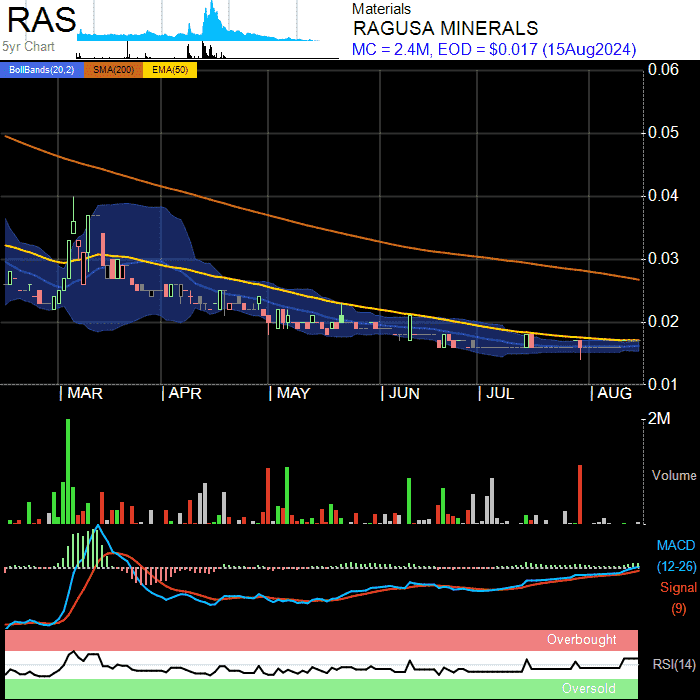 RAS
5yr Chart
Materials
RAGUSA MINERALS
MC = 2.4M, EOD = $0.017 (15Aug2024)
BollBands(20,2) SMA(200) EMA(50)
0.06
0.05
0.04
0.03
0.02
0.01
MAR APR MAY JUN JUL AUG
2M
Volume
MACD
(12-26)
Signal
(9)
Overbought
RSI(14)
Oversold